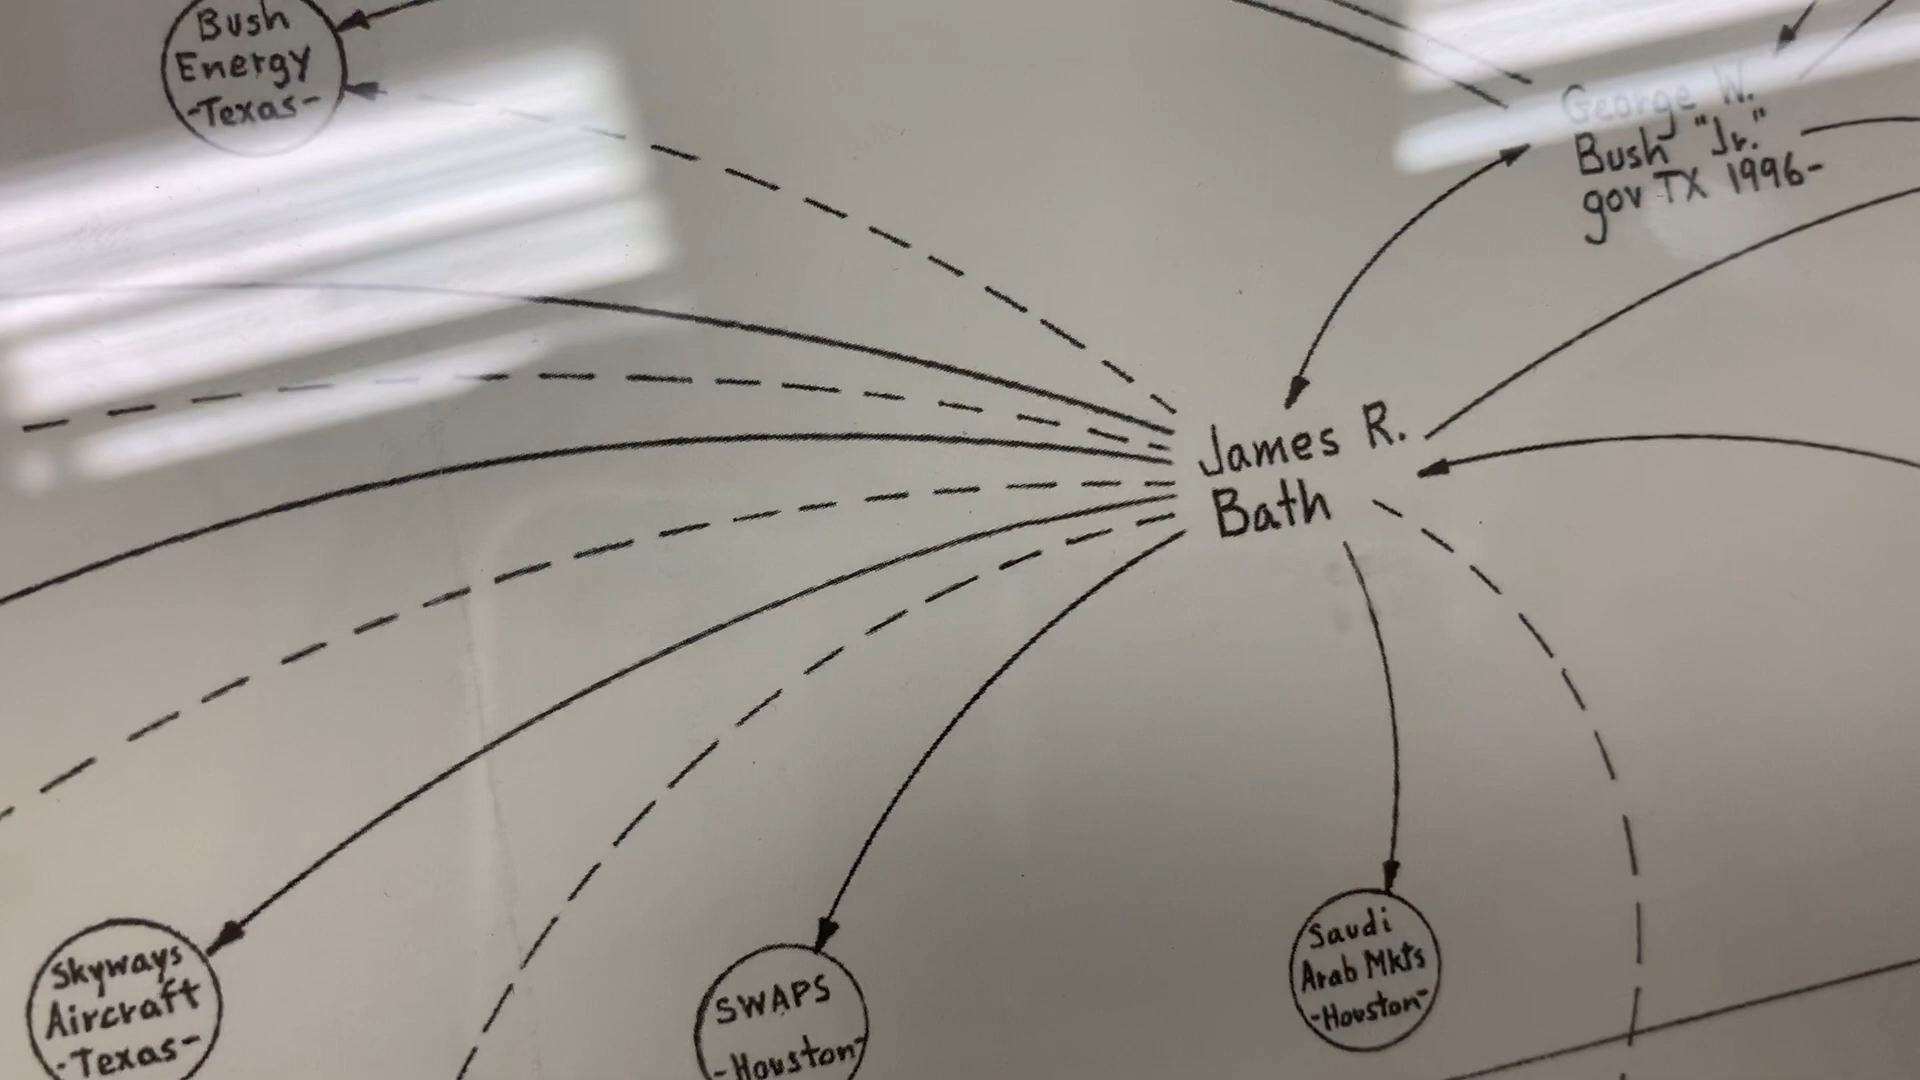 Bush
Energy
-Texas-
George W.
Bush "Jr."
gov TX 1996-
James R.
Bath
Skyways
Aircraft
-Texas-
SWAPS
-Houston-
Saudi
Arab Mkts
-Houston-